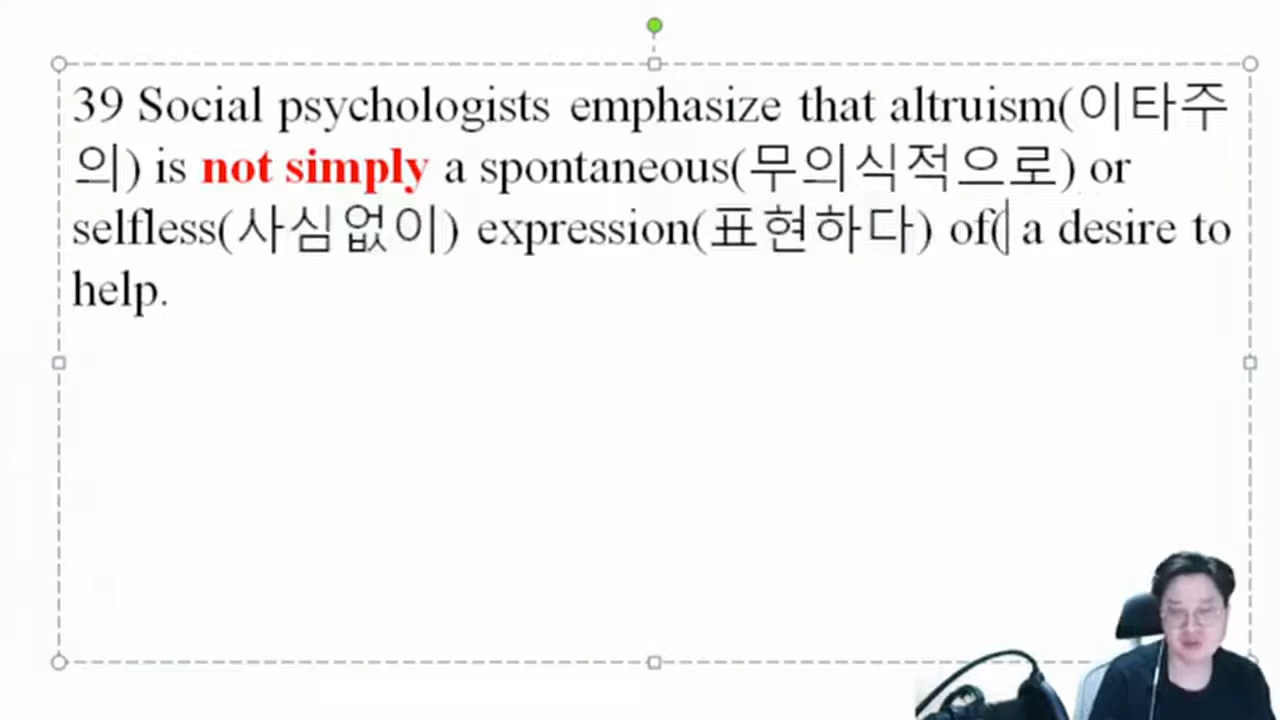 39 Social psychologists emphasize that altruism(이타주
의) is not simply a spontaneous(무의식적으로) or
selfless(사심없이) expression(표현하다) of( a desire to
help.